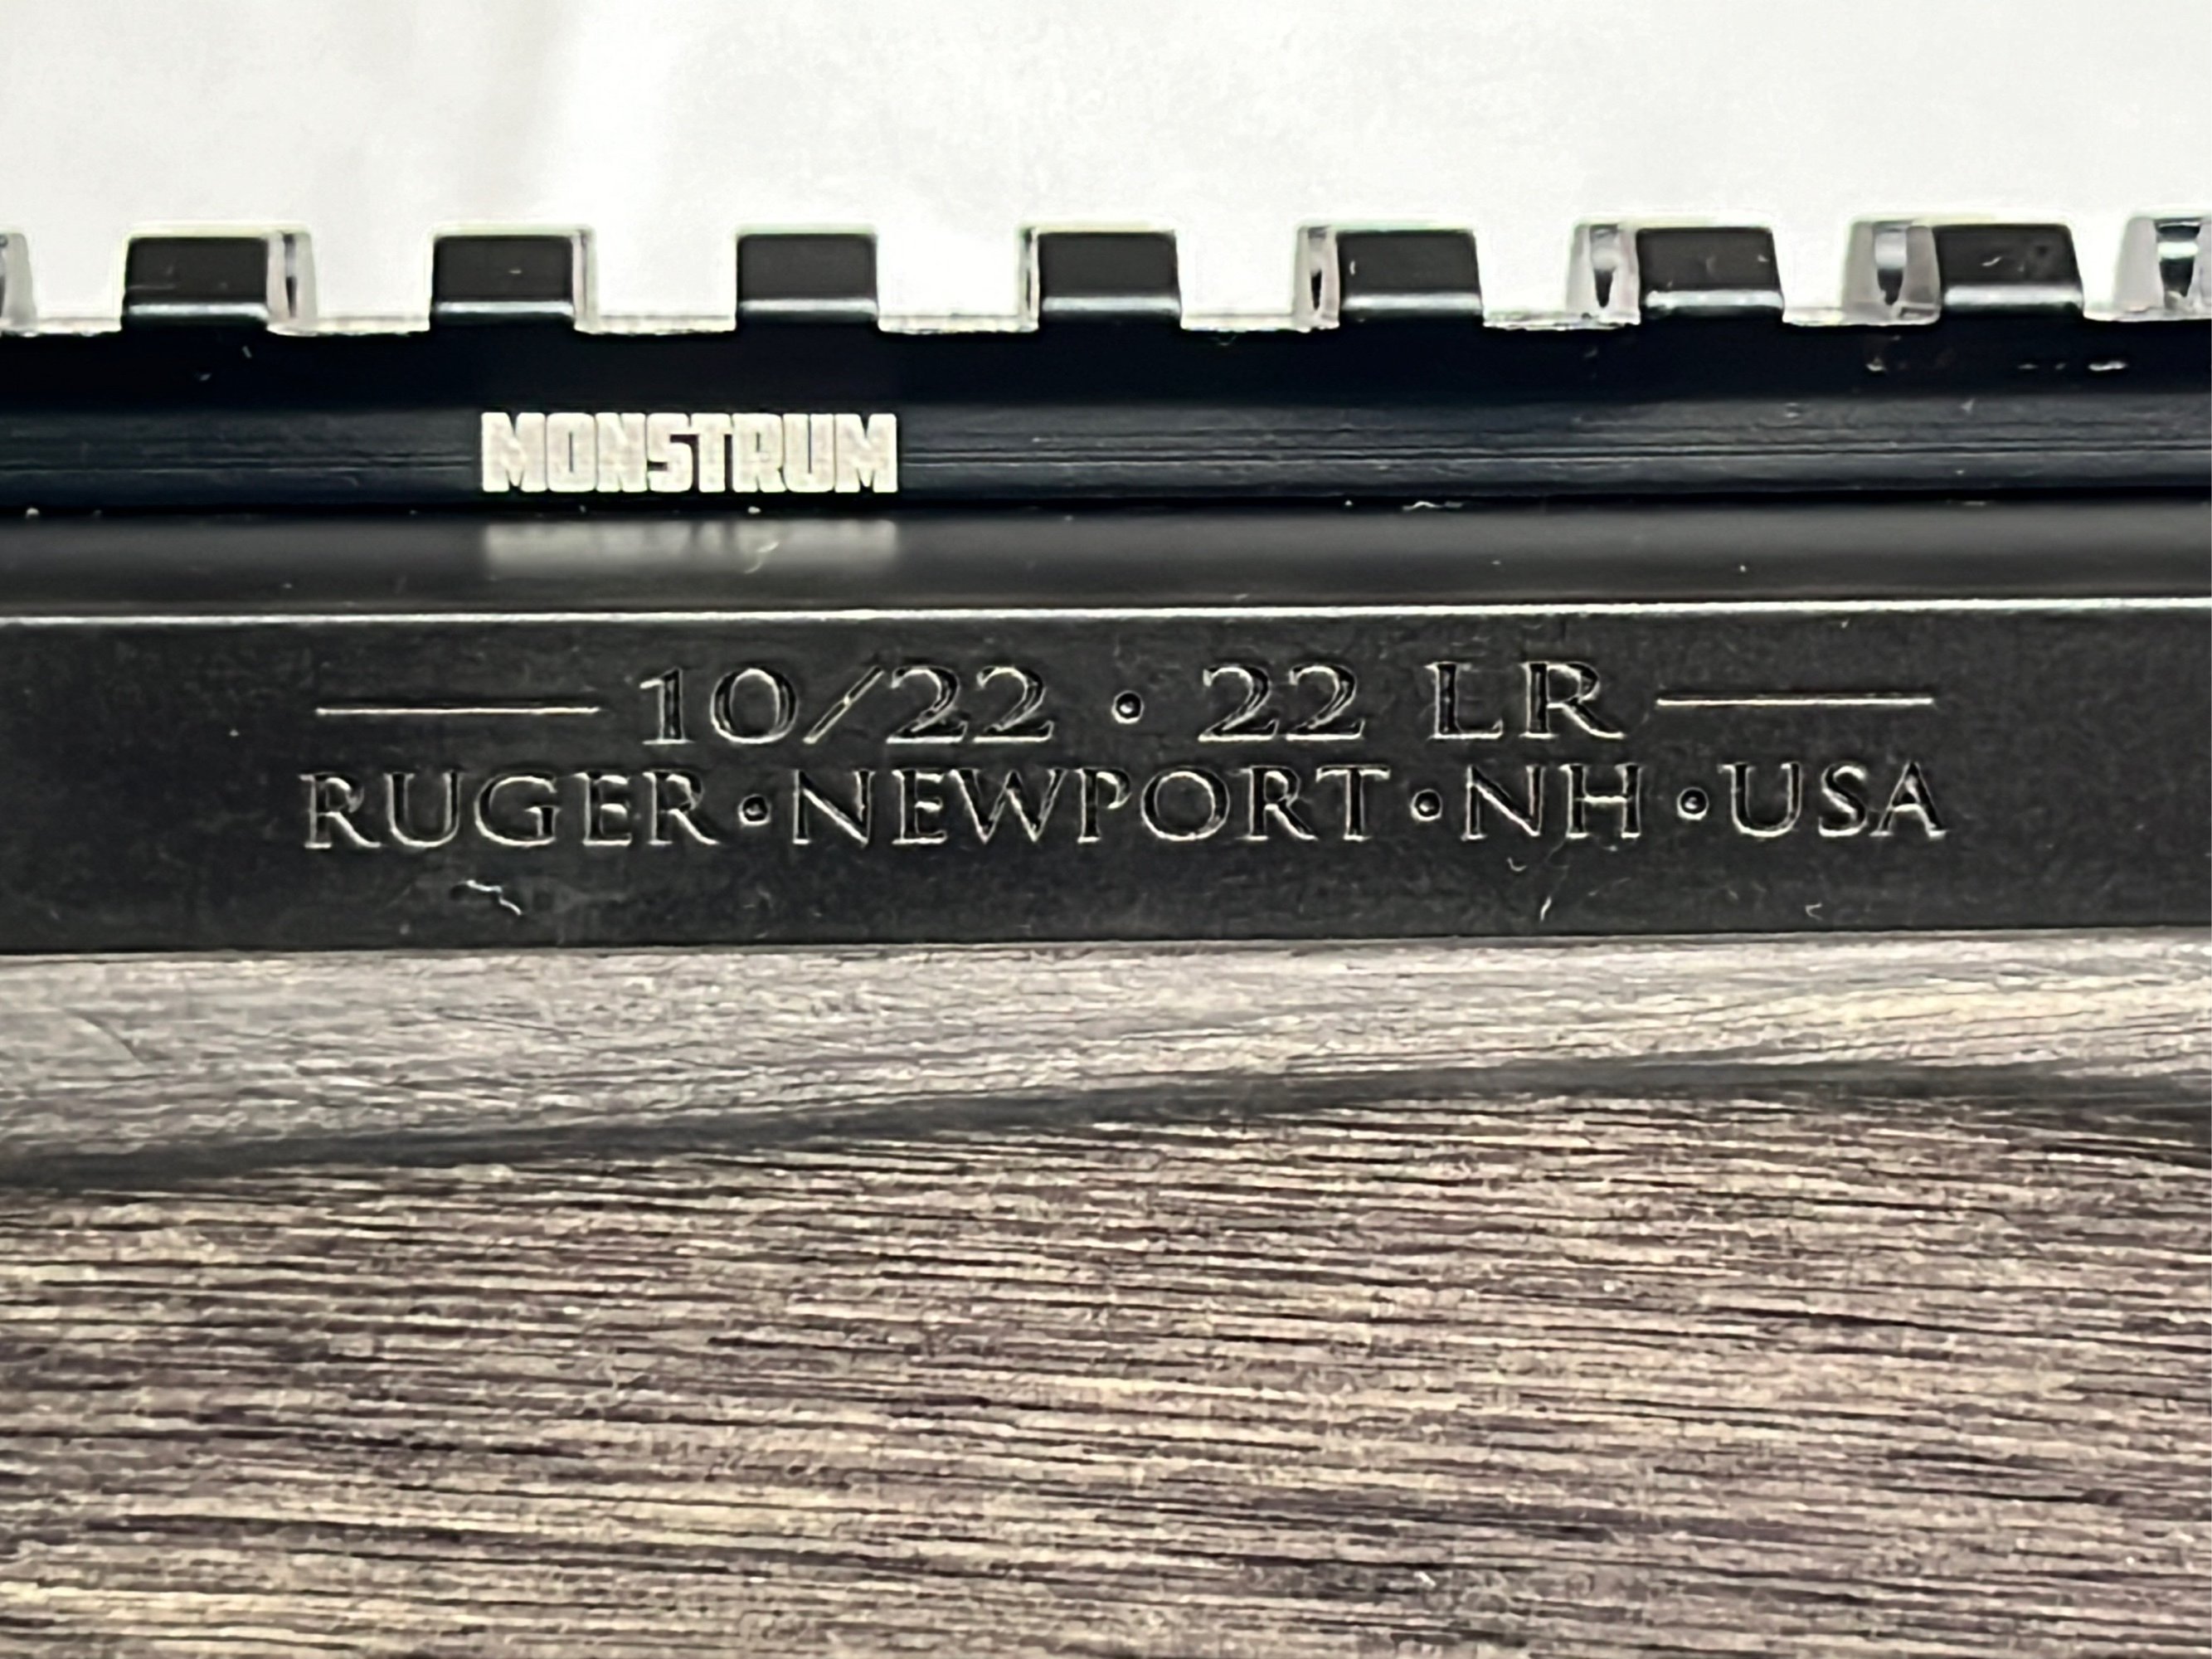 MONSTRUM
10/22 • 22 LR
RUGER•NEWPORT•NH•USA